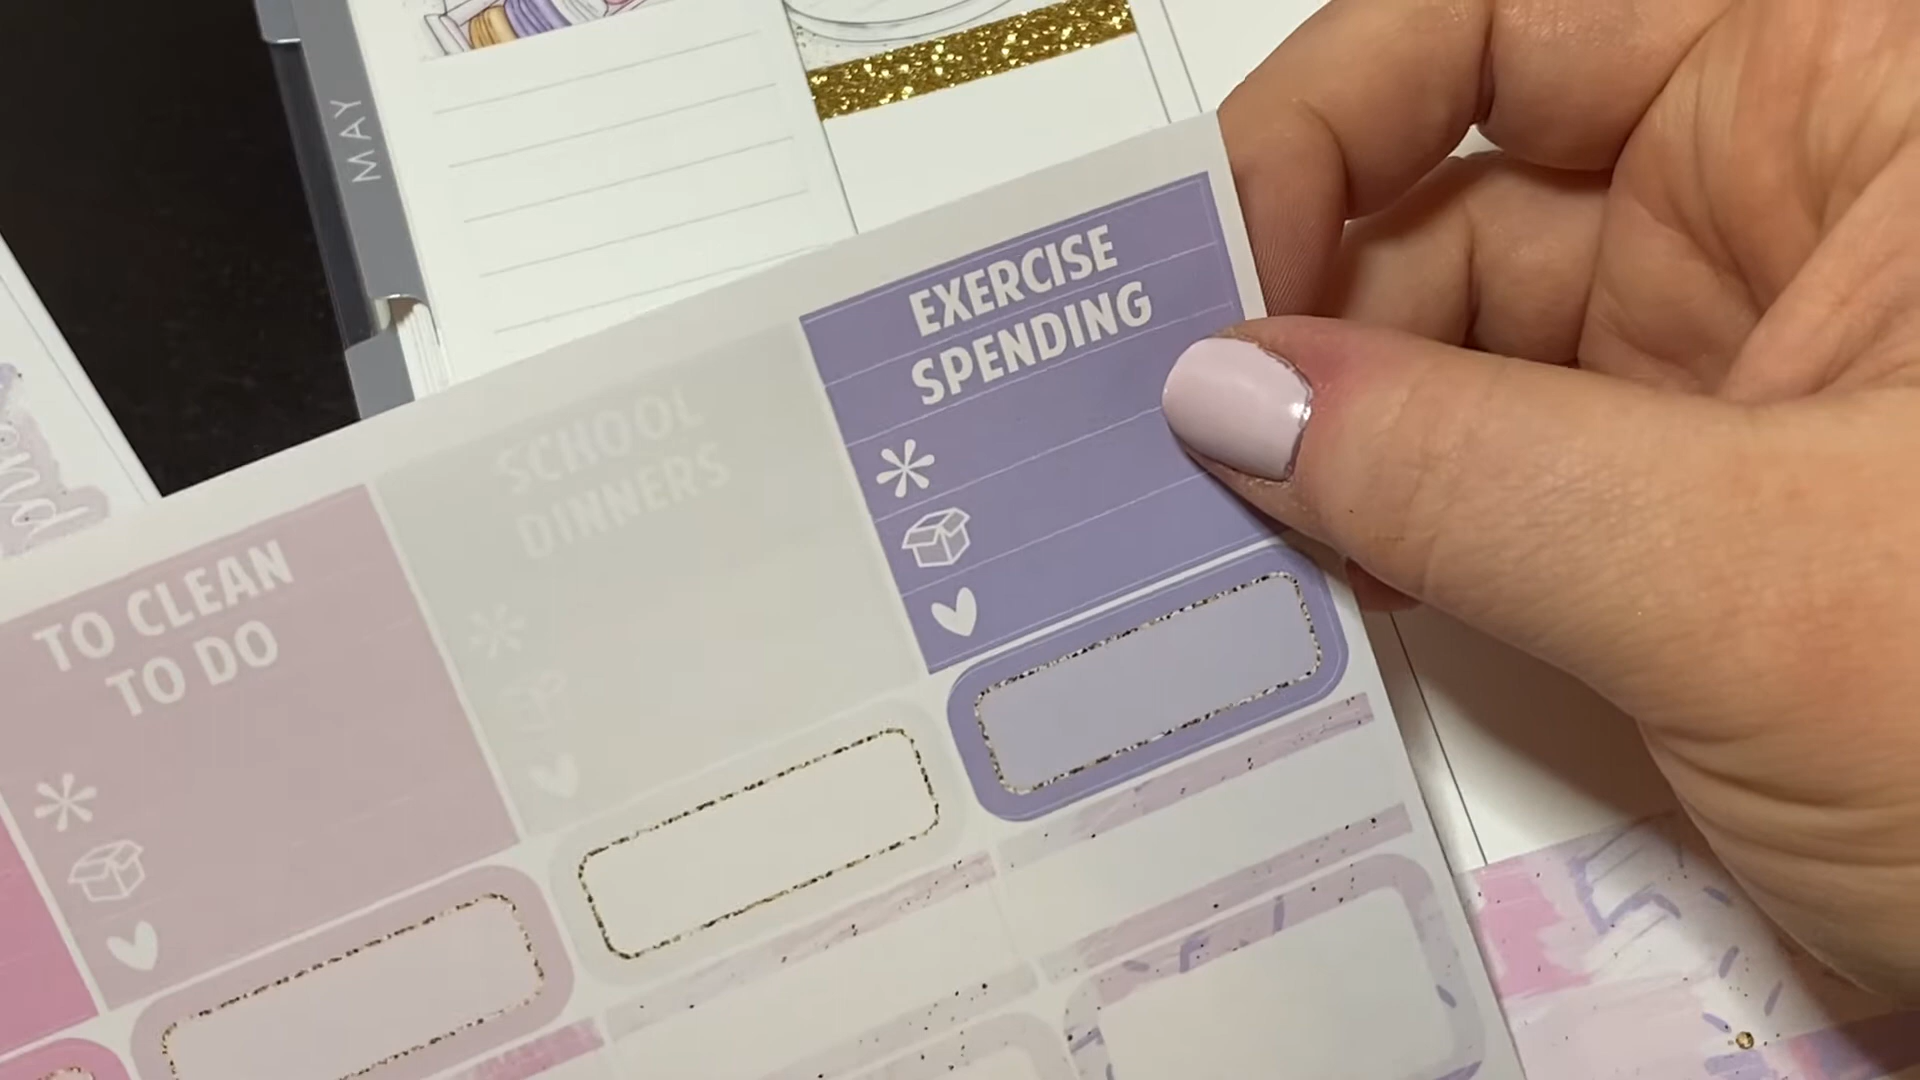 MAY
EXERCISE
SPENDING
SCHOOL
DINNERS
TO CLEAN
TO DO